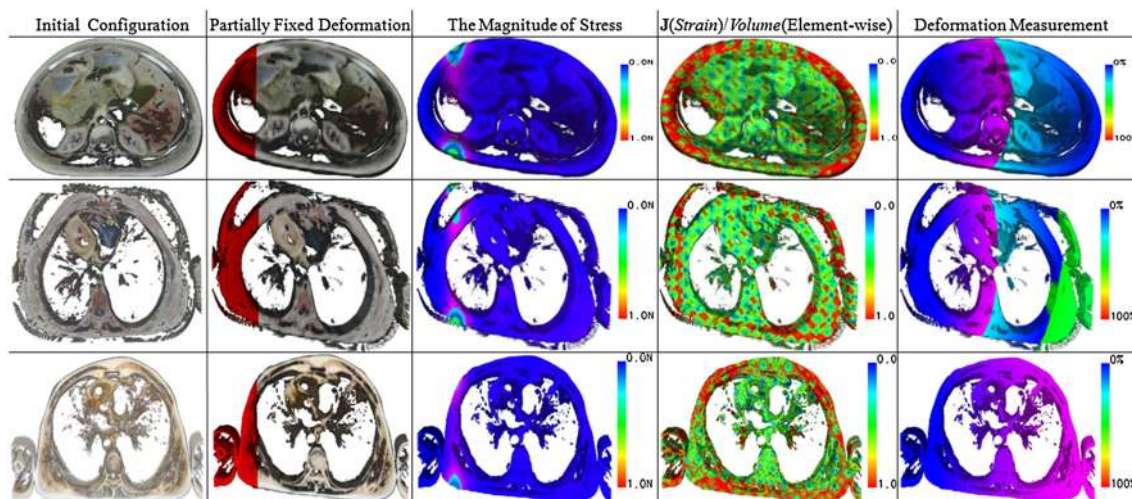 Initial Configuration
Partially Fixed Deformation
The Magnitude of Stress
J(Strain)/Volume(Element-wise)
Deformation Measurement
0.0N
1.0N
0.0
1.0
0%
100%
0.0N
1.0N
0.0
1.0
0%
100%
0.0N
1.0N
0.0
1.0
0%
100%